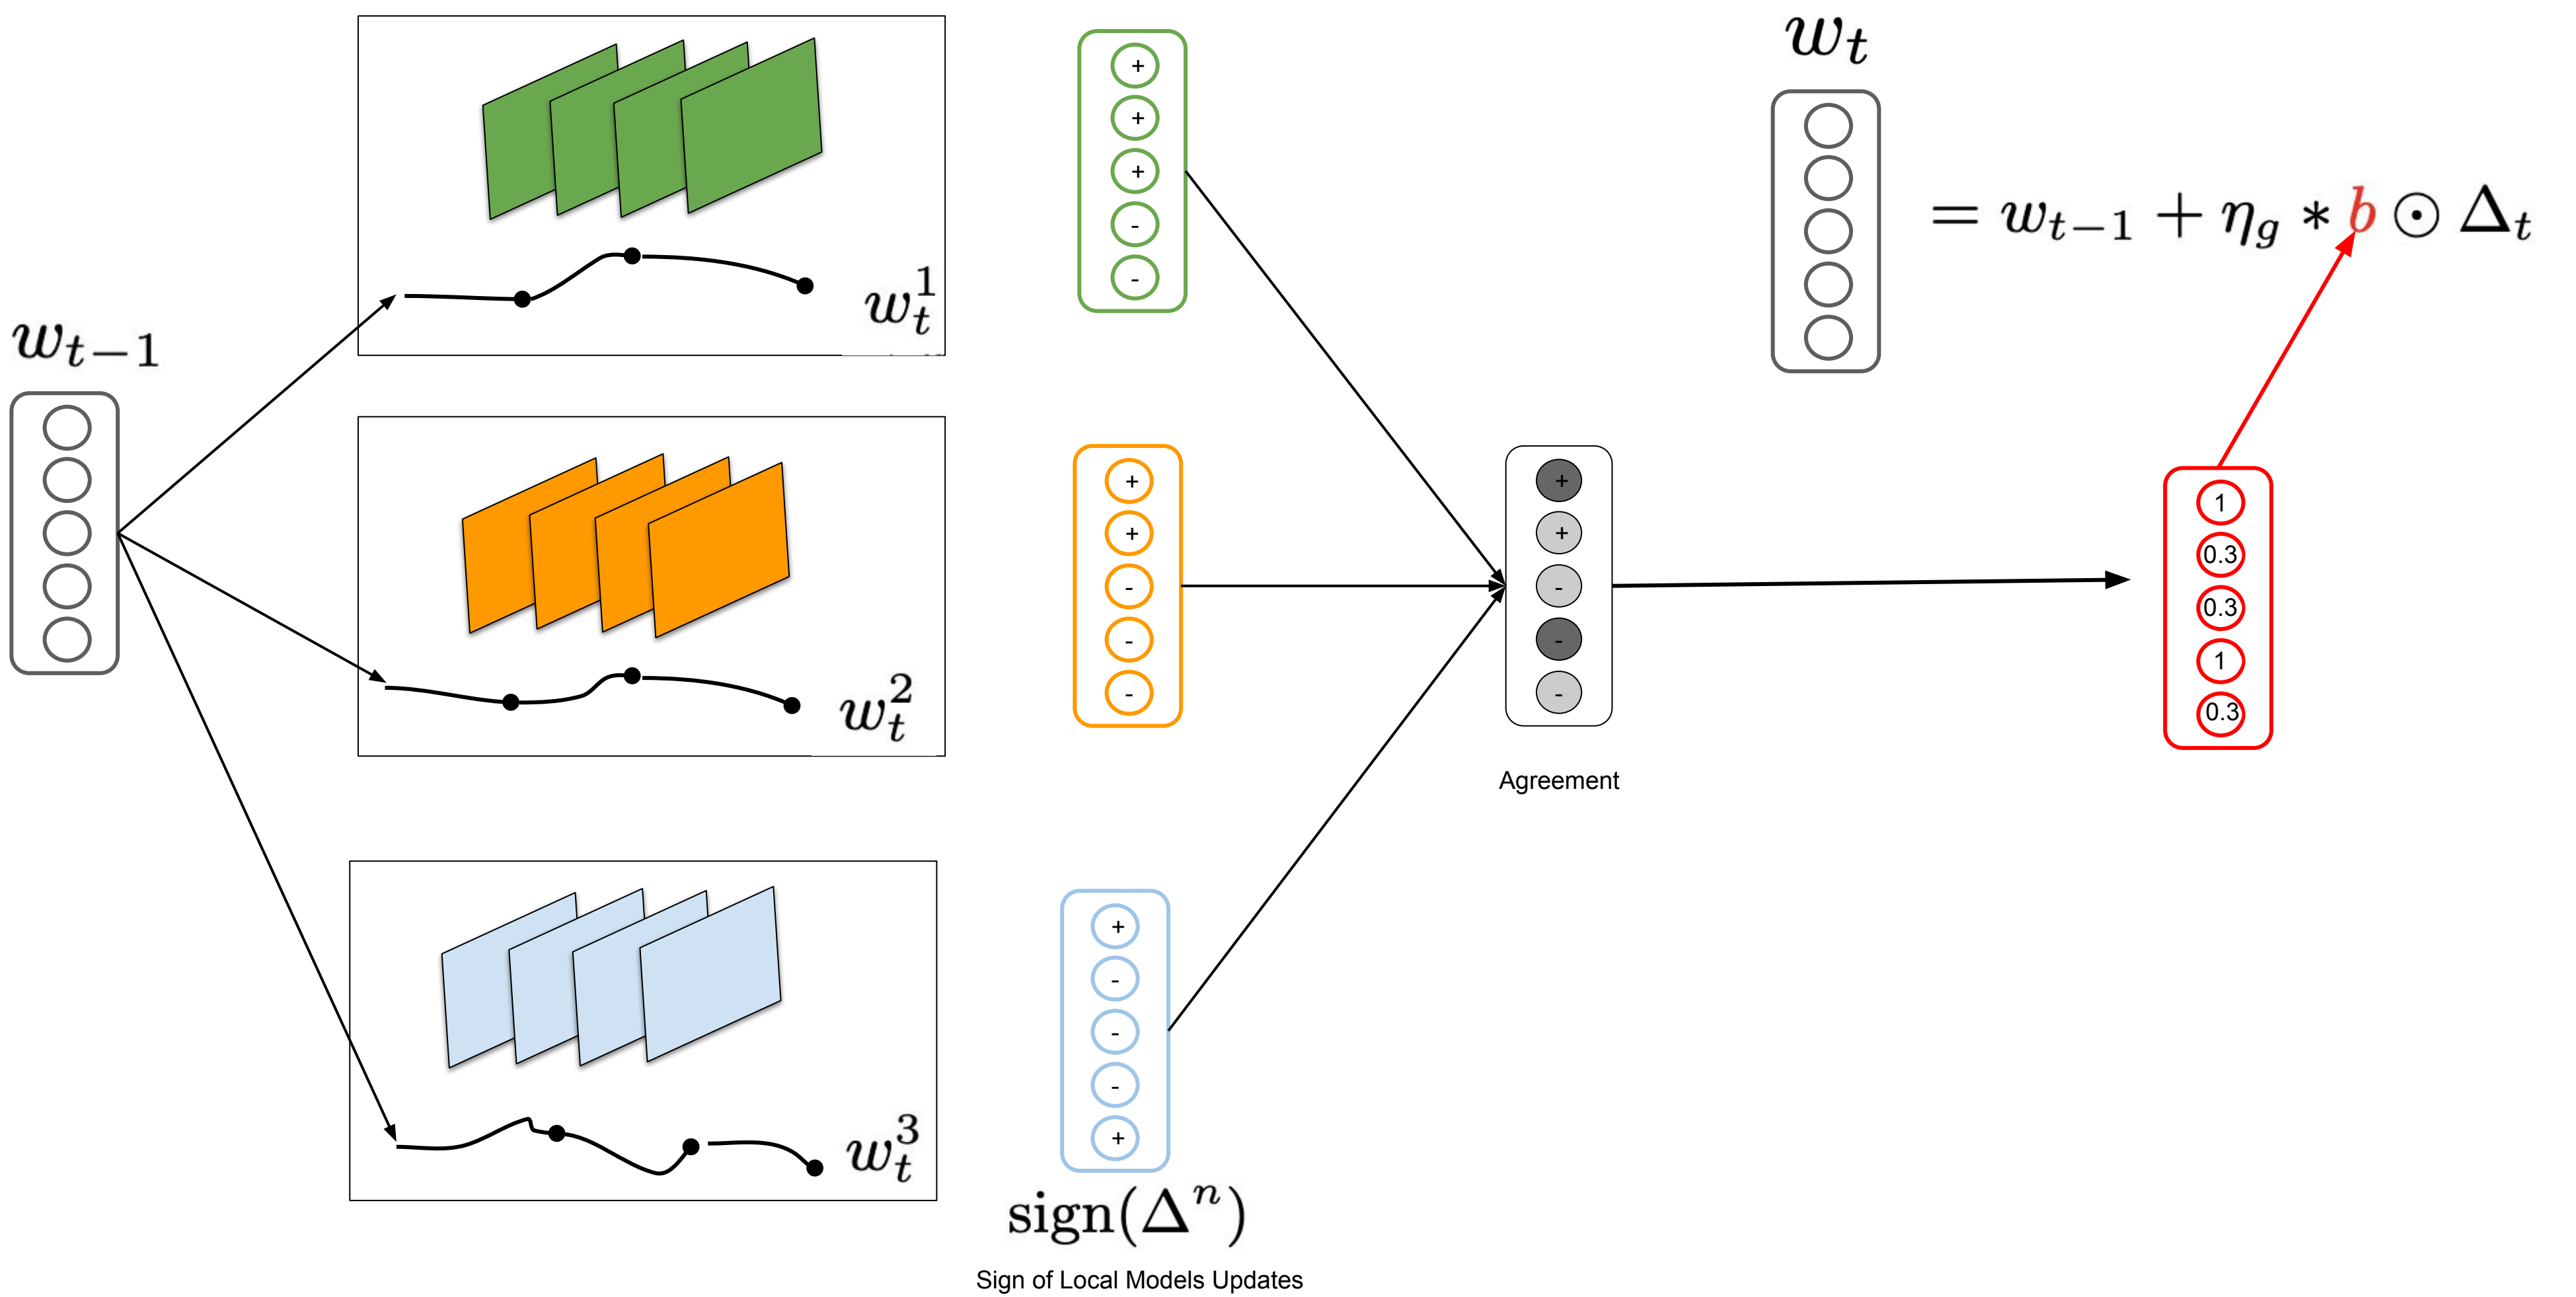 w_{t-1}
w_t^1
w_t^2
w_t^3
+
+
+
-
-
+
+
-
-
-
+
-
-
-
+
sign(Δ^n)
Sign of Local Models Updates
+
+
-
-
-
Agreement
w_t
= w_{t-1} + η_g * b ⊙ Δ_t
1
0.3
0.3
1
0.3